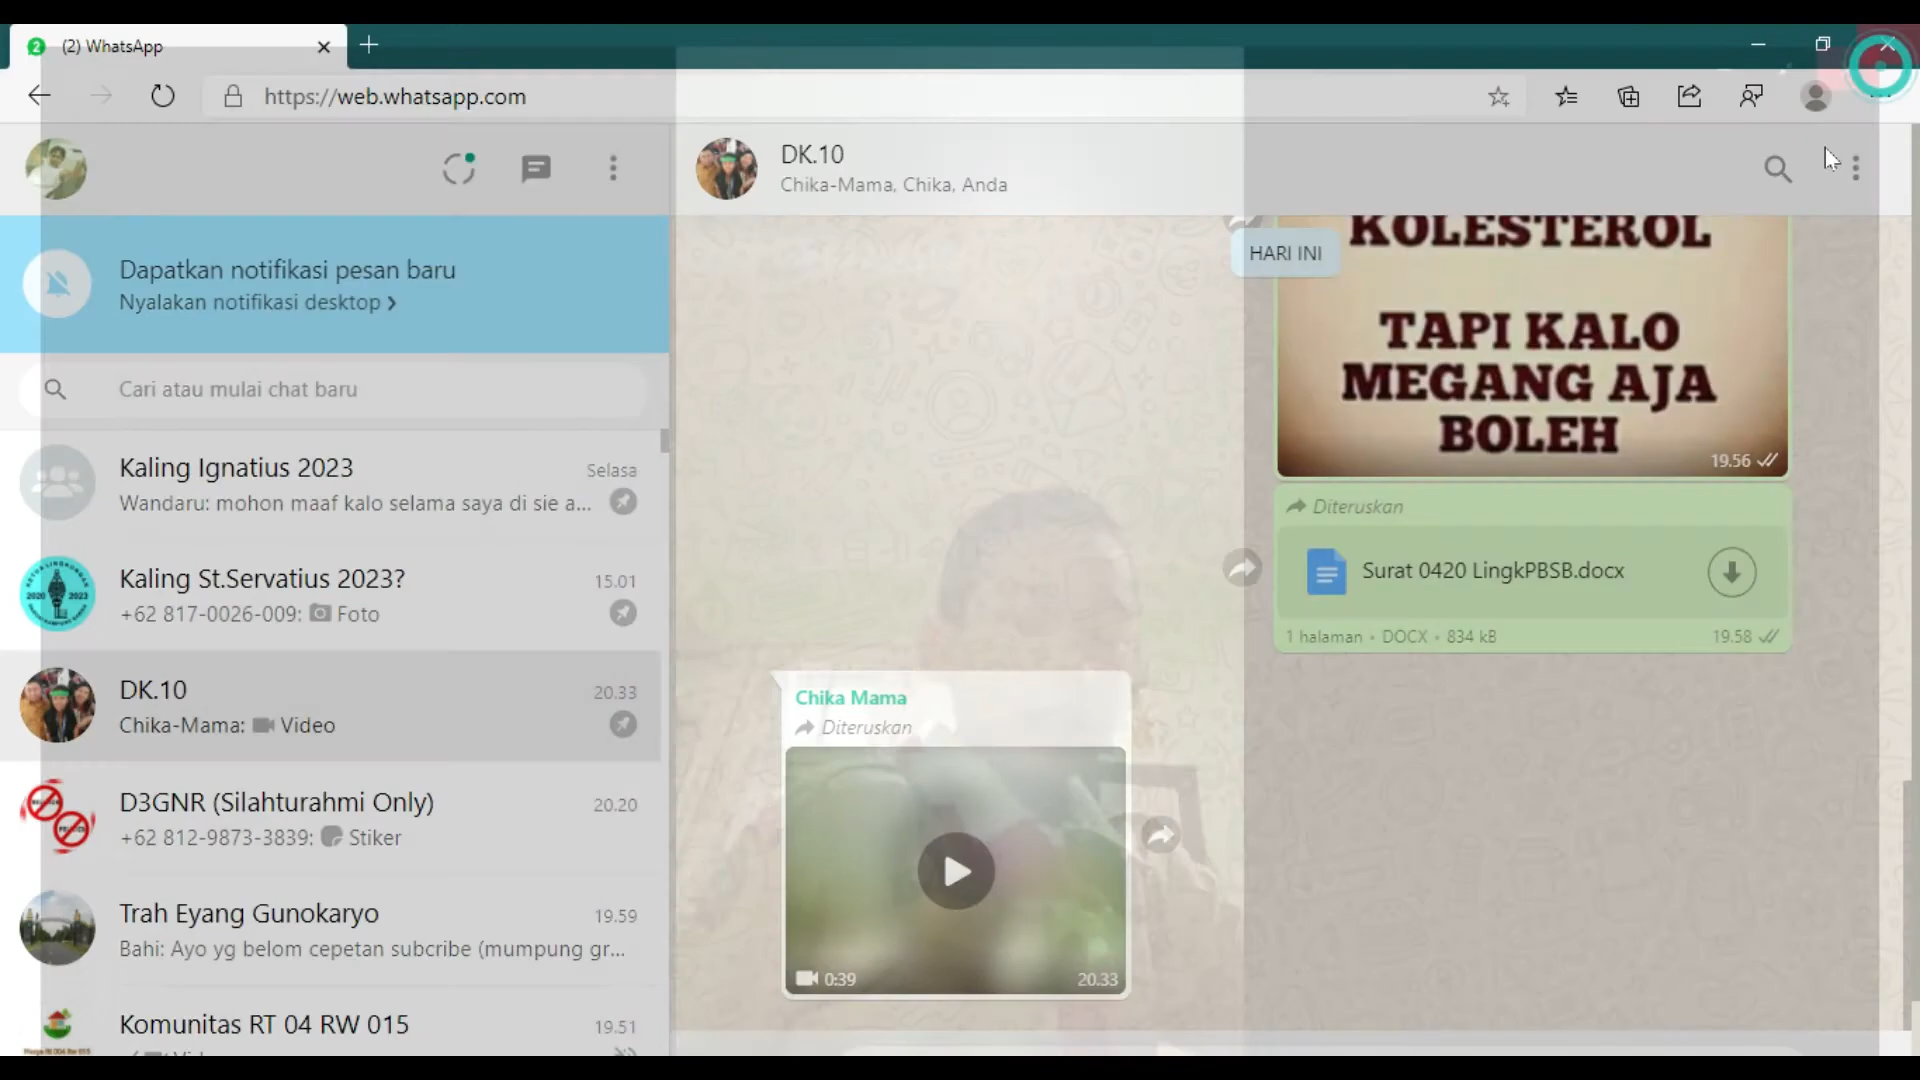 2
(2) WhatsApp
https://web.whatsapp.com
DK.10
Chika-Mama, Chika, Anda
Dapatkan notifikasi pesan baru
Nyalakan notifikasi desktop
Cari atau mulai chat baru
Kaling Ignatius 2023
Selasa
Wandaru: mohon maaf kalo selama saya di sie a...
Kaling St.Servatius 2023?
15.01
+62 817-0026-009: Foto
DK.10
20.33
Chika-Mama: Video
D3GNR (Silahturahmi Only)
20.20
+62 812-9873-3839: Stiker
Trah Eyang Gunokaryo
19.59
Bahi: Ayo yg belom cepetan subcribe (mumpung gr...
Komunitas RT 04 RW 015
19.51
HARI INI
KOLESTEROL
TAPI KALO
MEGANG AJA
BOLEH
19.56
Diteruskan
Surat 0420 LingkPBSB.docx
1 halaman • DOCX • 834 kB
19.58
Chika Mama
Diteruskan
0:39
20.33